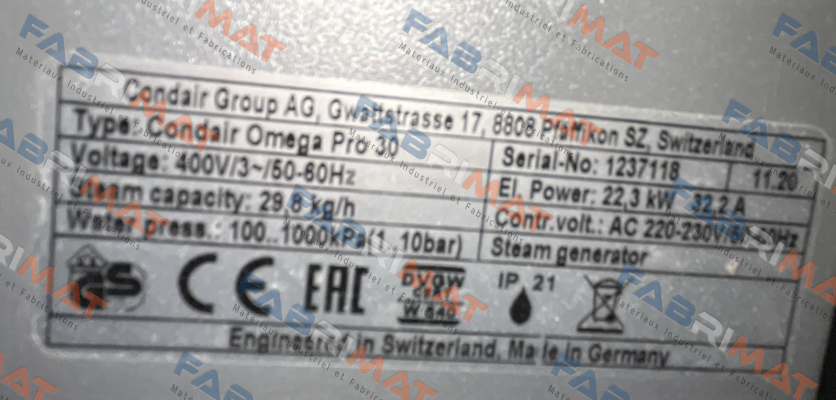 Condair Group AG, Gwattstrasse 17, 8808 Pfäffikon SZ, Switzerland
Type: Condair Omega Pro 30
Serial-No: 1237118 11.20
Voltage: 400V/3~/50-60Hz
El. Power: 22,3 kW 32,2 A
Steam capacity: 29,8 kg/h
Contr.volt.: AC 220-230V/50-60Hz
Water press.: 100..1000kPa(1..10bar)
Steam generator
GS CE EAC DVGW CERT W 540 IP 21
Engineered in Switzerland, Made in Germany
FABRIMAT
Materiaux Industriel et Fabrications